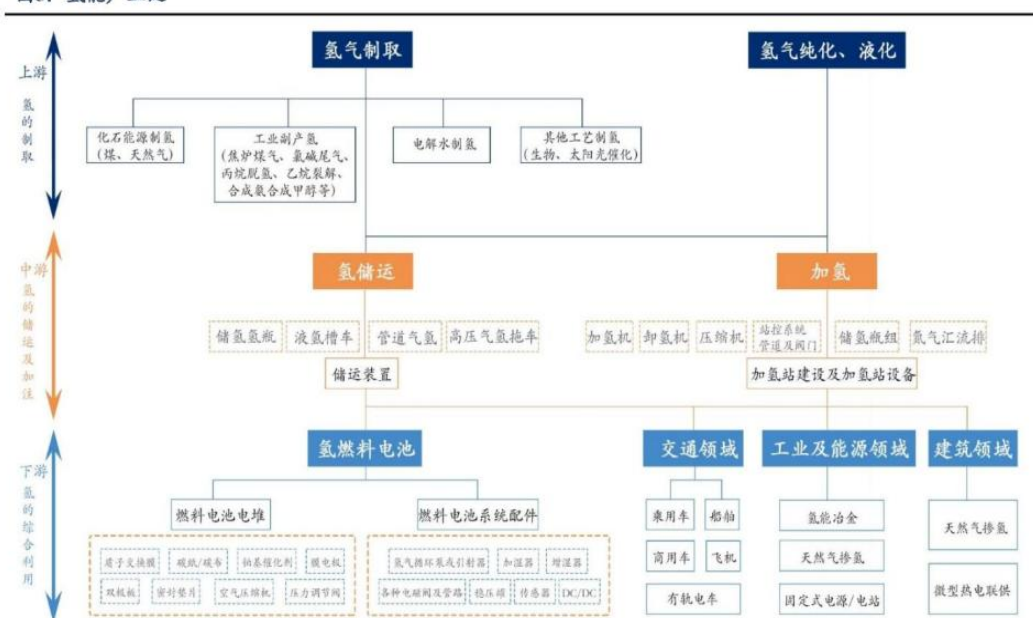 氢气制取
氢气纯化、液化
上游
氢的制取
化石能源制氢
(煤、天然气)
工业副产氢
(焦炉煤气、氯碱尾气、
丙烷脱氢、乙烷裂解、
合成氨合成甲醇等)
电解水制氢
其他工艺制氢
(生物、太阳光催化)
中游
氢的储运及加注
氢储运
加氢
储氢氢瓶
液氢槽车
管道气氢
高压气氢拖车
加氢机
卸氢机
压缩机
站控系统
管道及阀门
储氢瓶组
氮气汇流排
储运装置
加氢站建设及加氢站设备
下游
氢的综合利用
氢燃料电池
交通领域
工业及能源领域
建筑领域
燃料电池电堆
燃料电池系统配件
乘用车
船舶
氢能冶金
天然气掺氢
质子交换膜
碳纸/碳布
铂基催化剂
膜电极
氢气循环泵或引射器
加湿器
增湿器
商用车
飞机
天然气掺氢
双极板
密封垫片
空气压缩机
压力调节阀
各种电磁阀及管路
稳压罐
传感器
DC/DC
有轨电车
固定式电源/电站
微型热电联供